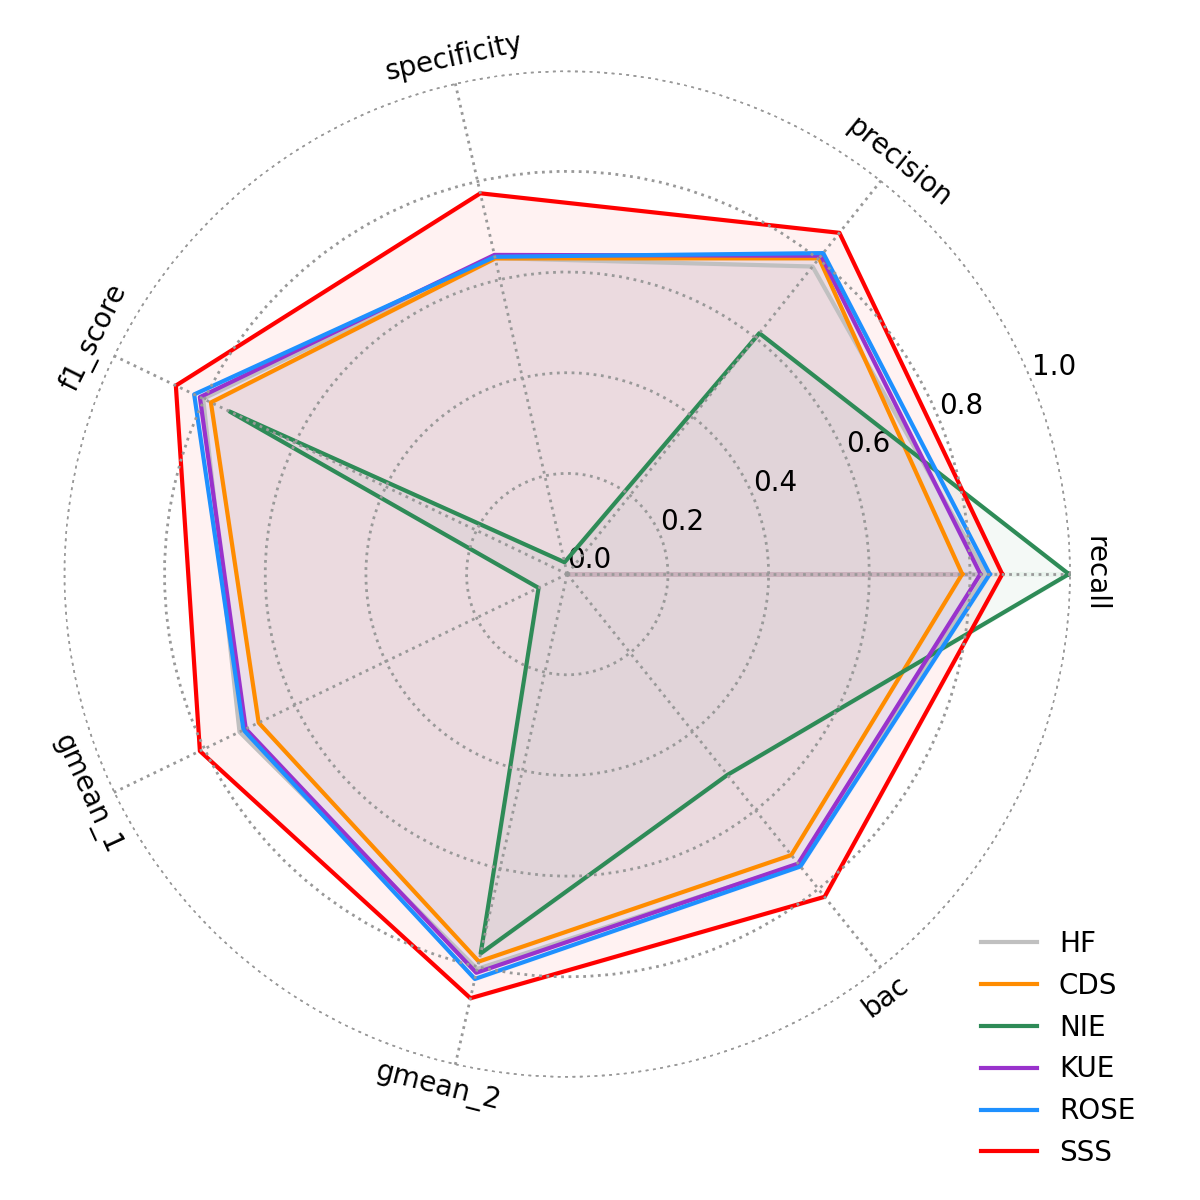 specificity
precision
f1_score
1.0
0.8
0.6
0.4
0.2
0.0
recall
gmean_1
bac
gmean_2
HF
CDS
NIE
KUE
ROSE
SSS